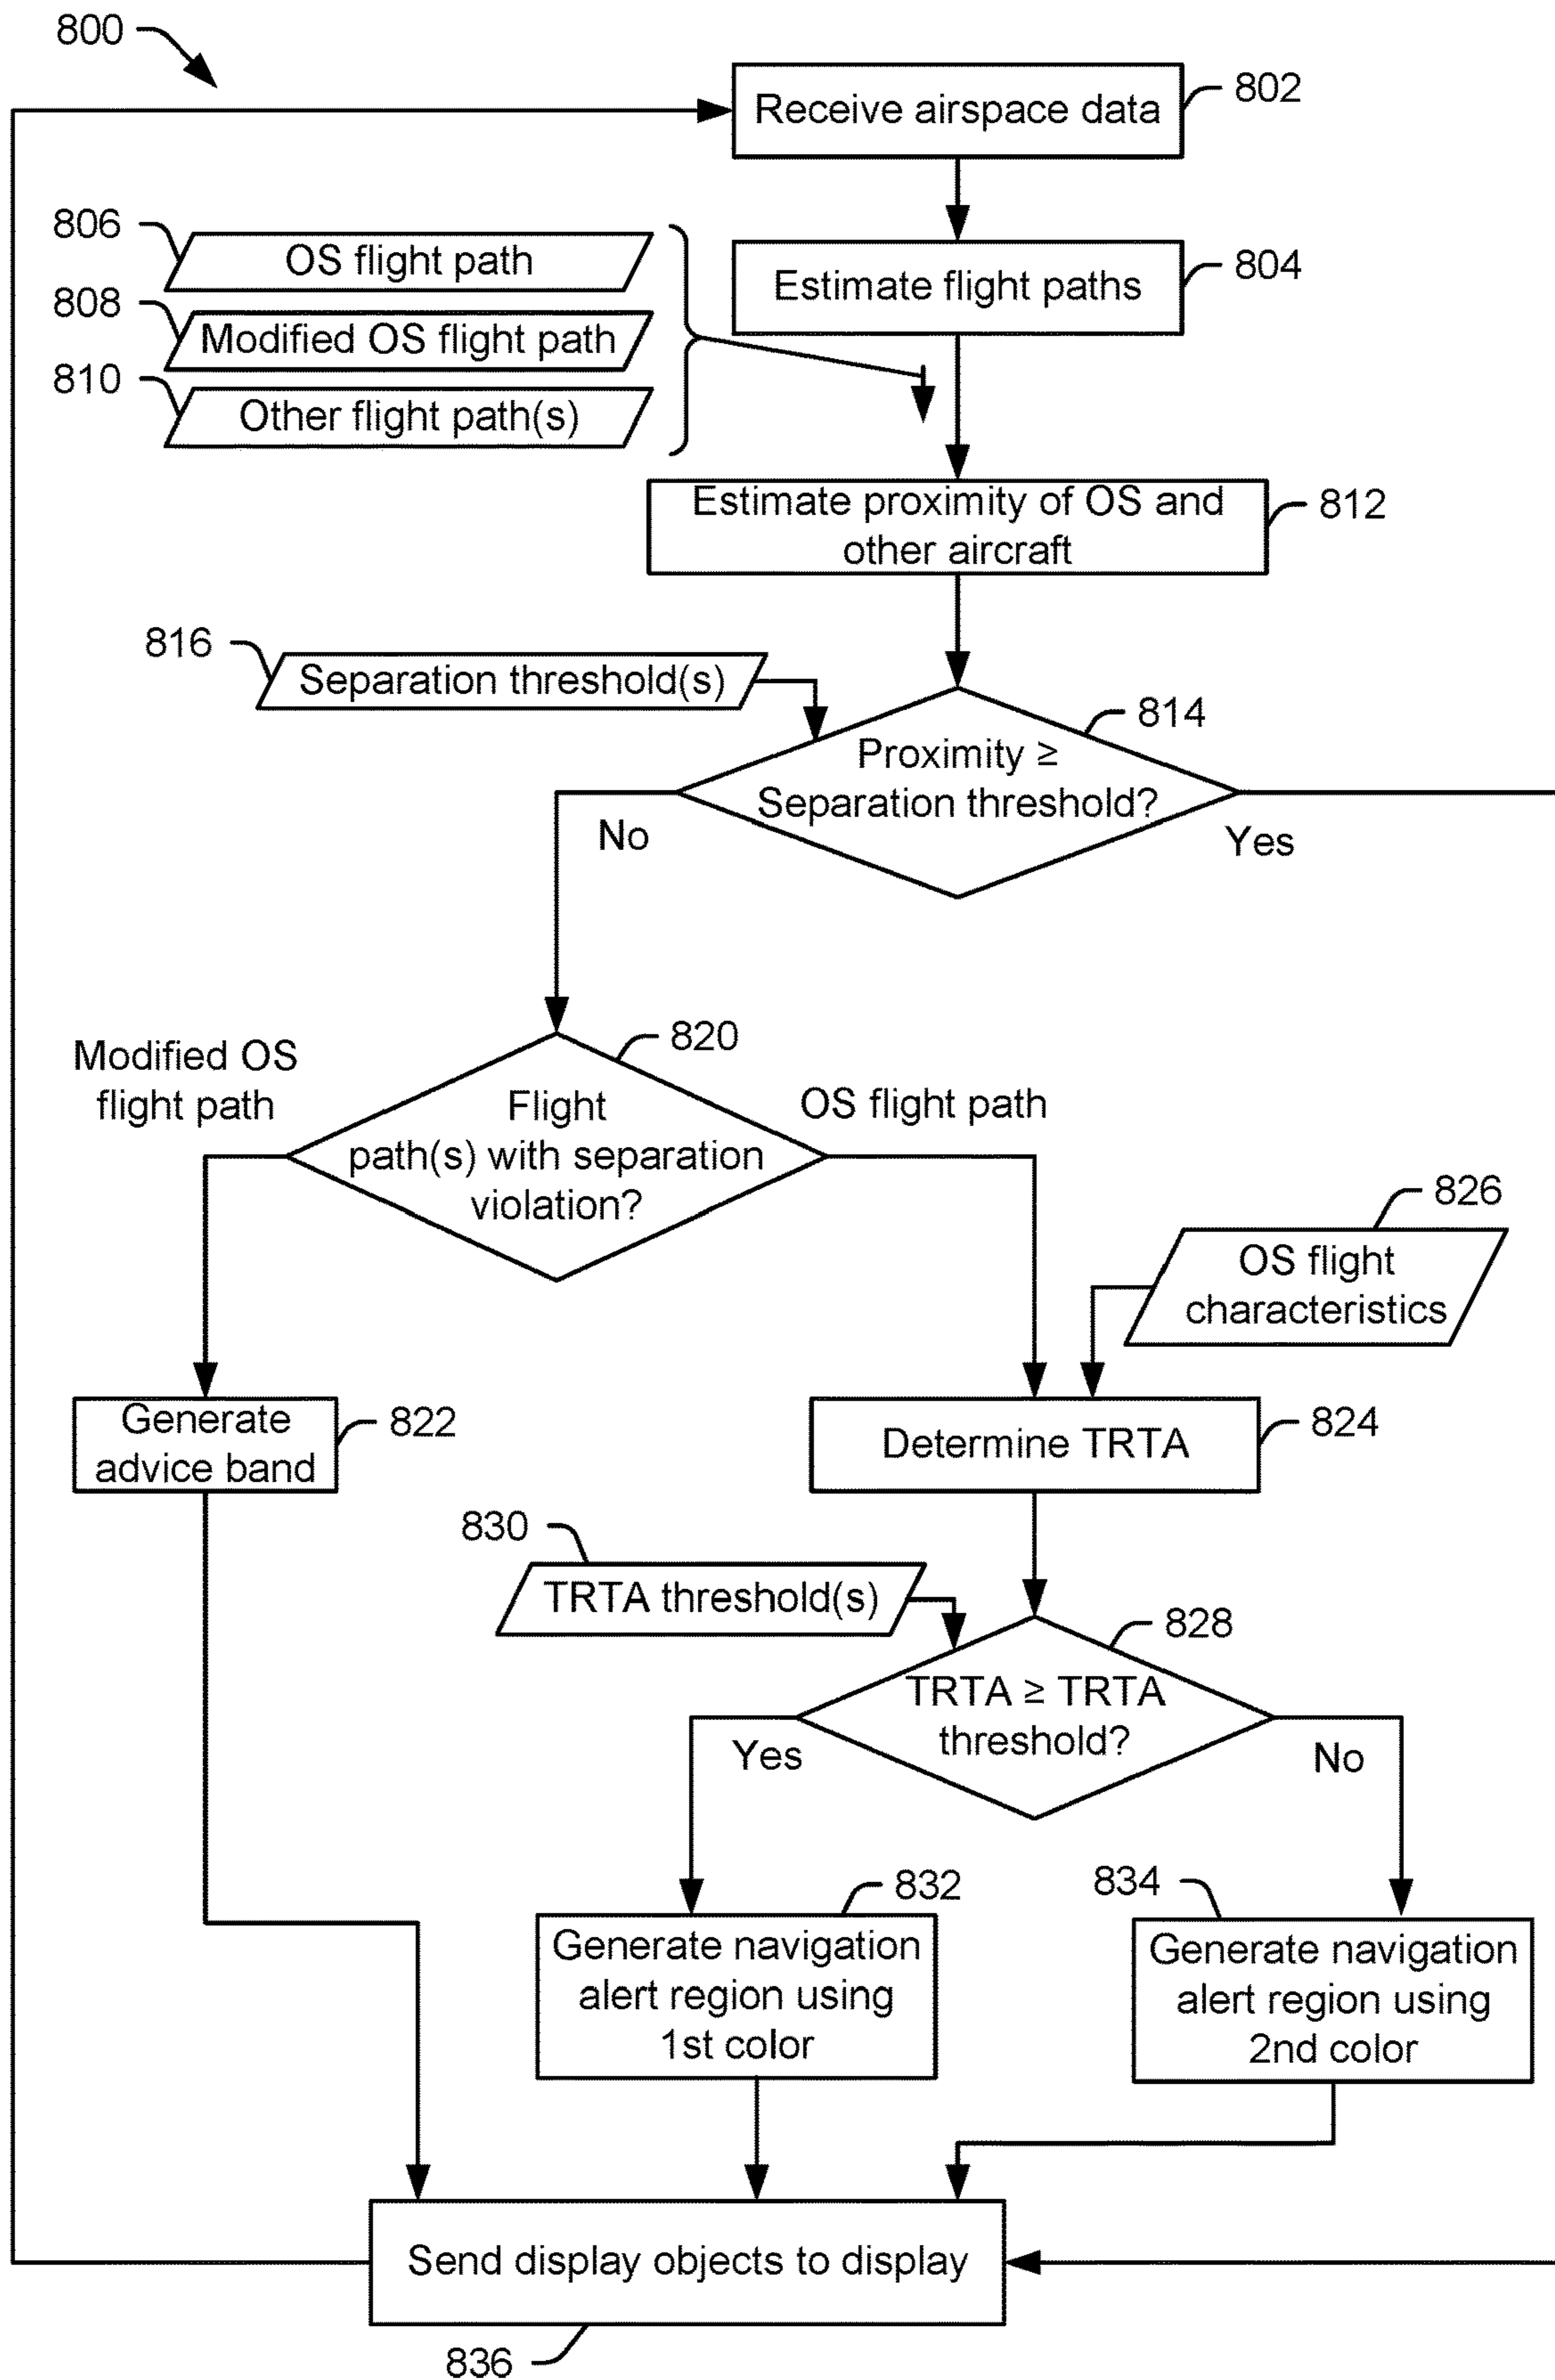 800
Receive airspace data
802
806
OS flight path
Estimate flight paths
804
808
Modified OS flight path
810
Other flight path(s)
Estimate proximity of OS and
other aircraft
812
816
Separation threshold(s)
814
Proximity ≥
Separation threshold?
No
Yes
820
Modified OS
flight path
Flight
path(s) with separation
violation?
OS flight path
826
OS flight
characteristics
Generate
advice band
822
Determine TRTA
824
830
TRTA threshold(s)
828
TRTA ≥ TRTA
threshold?
Yes
No
832
Generate navigation
alert region using
1st color
834
Generate navigation
alert region using
2nd color
Send display objects to display
836